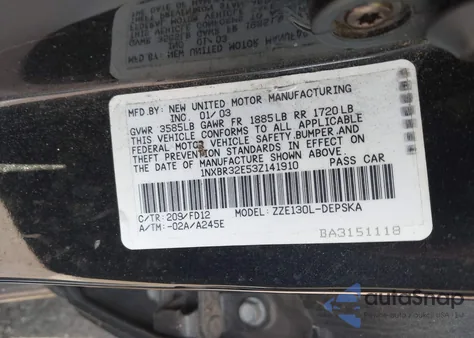 MFD.BY: NEW UNITED MOTOR MANUFACTURING
INC. 01/03
GVWR 3585LB GAWR FR 1885LB RR 1720LB
THIS VEHICLE CONFORMS TO ALL APPLICABLE
FEDERAL MOTOR VEHICLE SAFETY, BUMPER, AND
THEFT PREVENTION STANDARDS IN EFFECT ON
THE DATE OF MANUFACTURE SHOWN ABOVE.
1NXBR32E53Z141910 PASS CAR
C/TR: 209/FD12 MODEL: ZZE130L-DEPSKA
A/TM: -02A/A245E
BA3151118
autoSnap